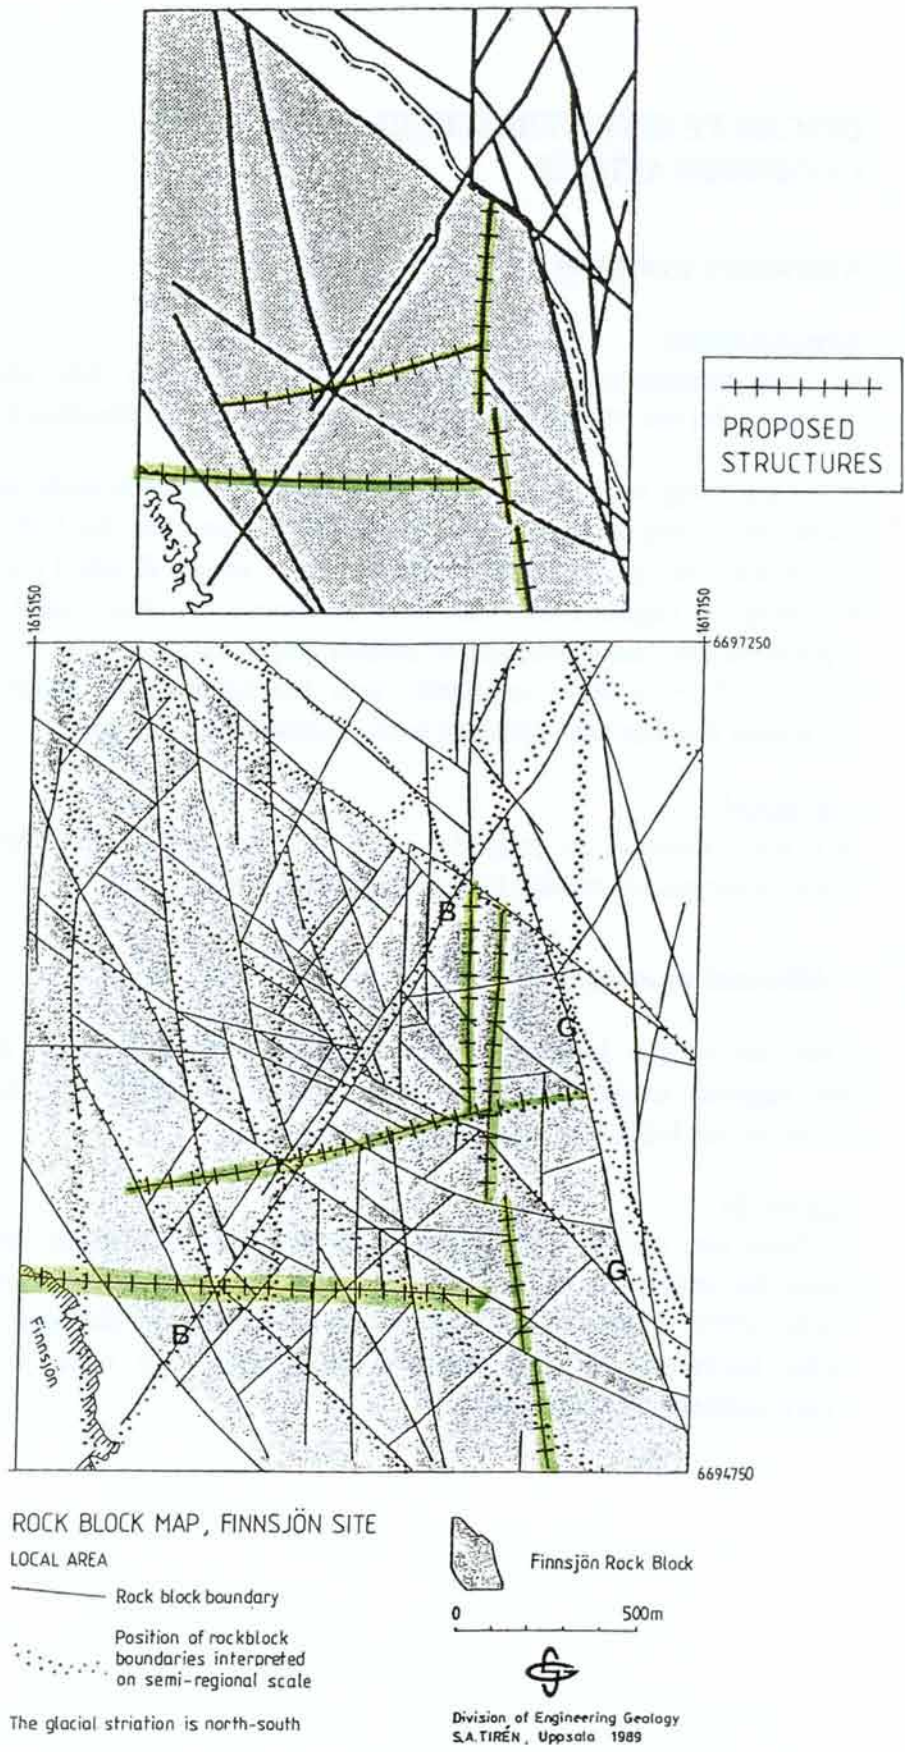 Finnsjön
PROPOSED
STRUCTURES
1615150
1617150
6697250
B
G
G
B
Finnsjön
6694750
ROCK BLOCK MAP, FINNSJÖN SITE
LOCAL AREA
Rock block boundary
Position of rockblock
boundaries interpreted
on semi-regional scale
The glacial striation is north-south
Finnsjön Rock Block
0 500m
Division of Engineering Geology
S.A.TIRÉN, Uppsala 1989